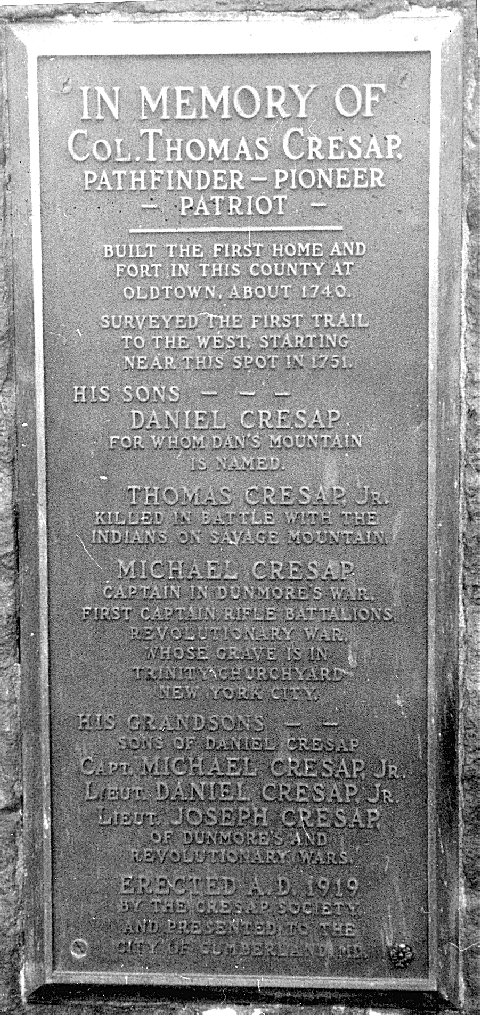 IN MEMORY OF
COL. THOMAS CRESAP,
PATHFINDER — PIONEER
— PATRIOT —
BUILT THE FIRST HOME AND
FORT IN THIS COUNTY AT
OLDTOWN, ABOUT 1740.
SURVEYED THE FIRST TRAIL
TO THE WEST, STARTING
NEAR THIS SPOT IN 1751.
HIS SONS — — —
DANIEL CRESAP
FOR WHOM DAN'S MOUNTAIN
IS NAMED.
THOMAS CRESAP, JR.
KILLED IN BATTLE WITH THE
INDIANS ON SAVAGE MOUNTAIN.
MICHAEL CRESAP.
CAPTAIN IN DUNMORE'S WAR.
FIRST CAPTAIN, RIFLE BATTALIONS,
REVOLUTIONARY WAR,
WHOSE GRAVE IS IN
TRINITY CHURCHYARD
NEW YORK CITY.
HIS GRANDSONS — —
SONS OF DANIEL CRESAP
CAPT. MICHAEL CRESAP, JR.
LIEUT. DANIEL CRESAP, JR.
LIEUT. JOSEPH CRESAP,
OF DUNMORE'S AND
REVOLUTIONARY WARS.
ERECTED A.D. 1919
BY THE CRESAP SOCIETY
AND PRESENTED TO THE
CITY OF CUMBERLAND, MD.